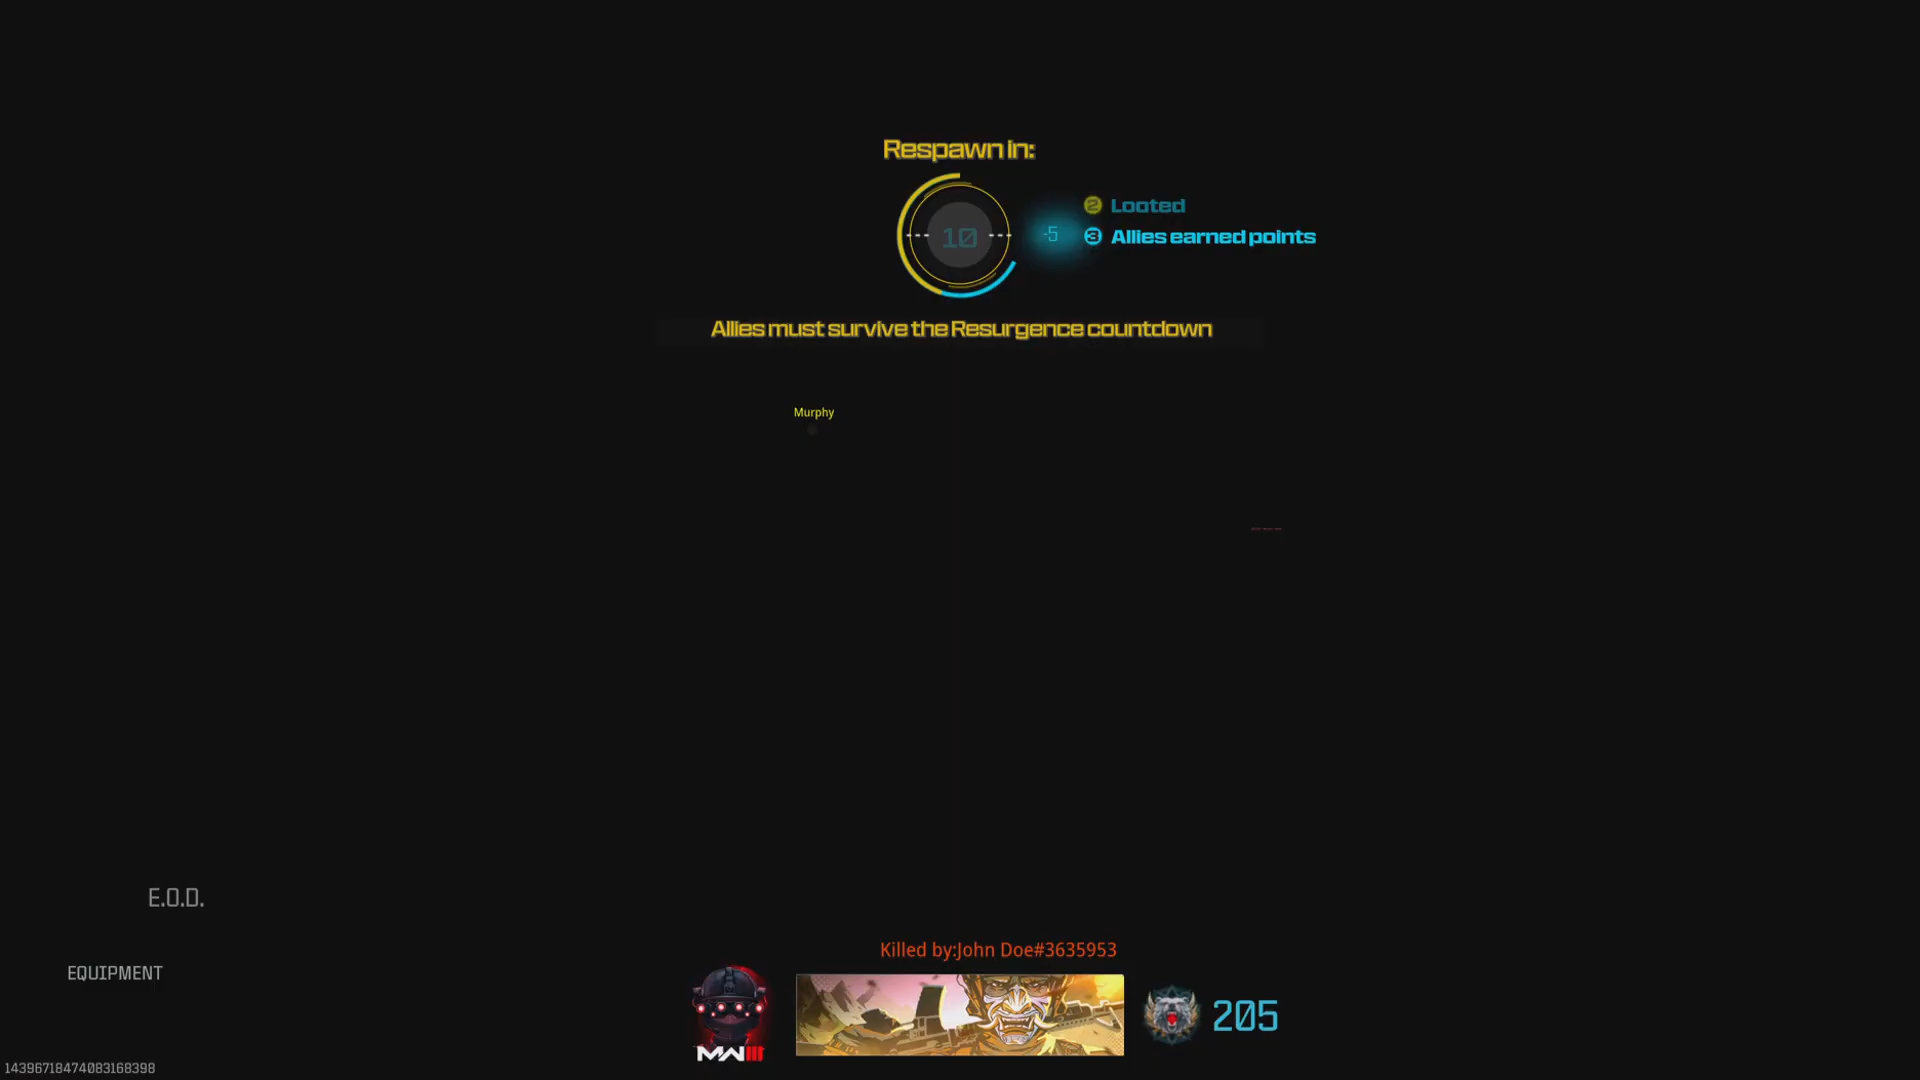 Respawn in:
10
-5
2 Looted
3 Allies earned points
Allies must survive the Resurgence countdown
Murphy
E.O.D.
EQUIPMENT
Killed by:John Doe#3635953
MWIII
205
14396718474083168398